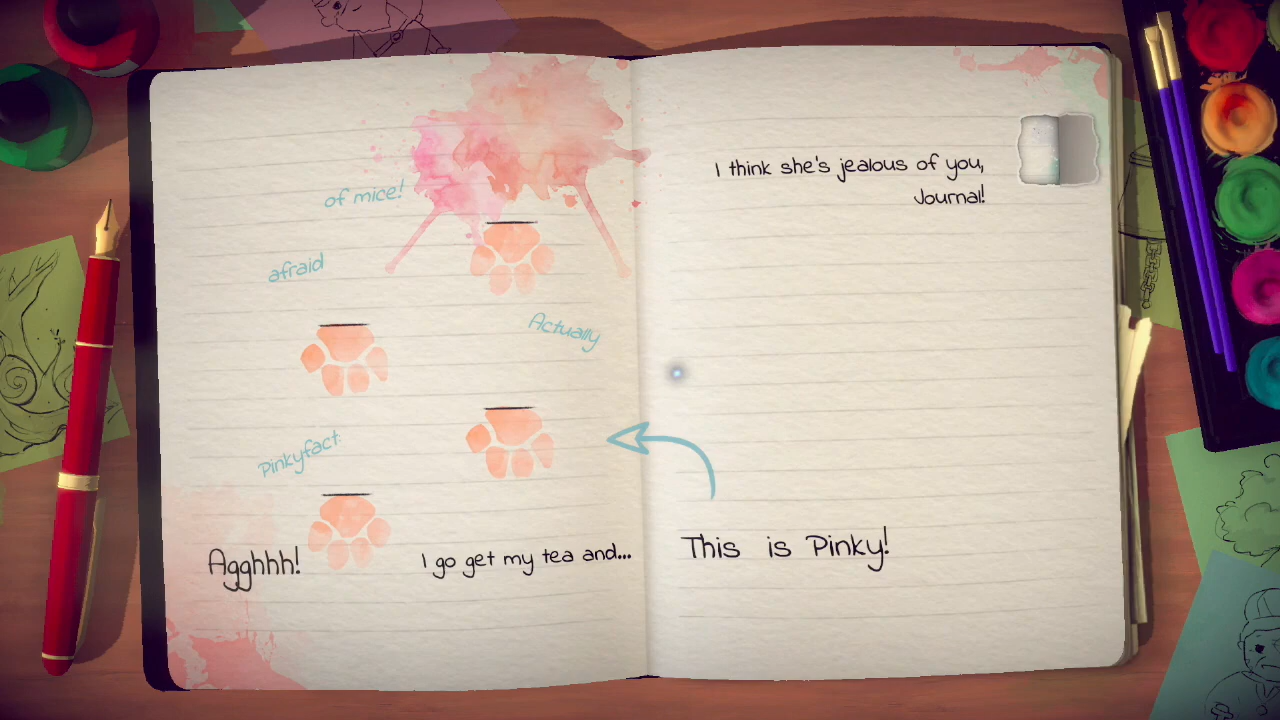 of mice!
afraid
Actually
Pinkyfact:
Agghhh!
I go get my tea and...
I think she's jealous of you,
Journal!
This is Pinky!